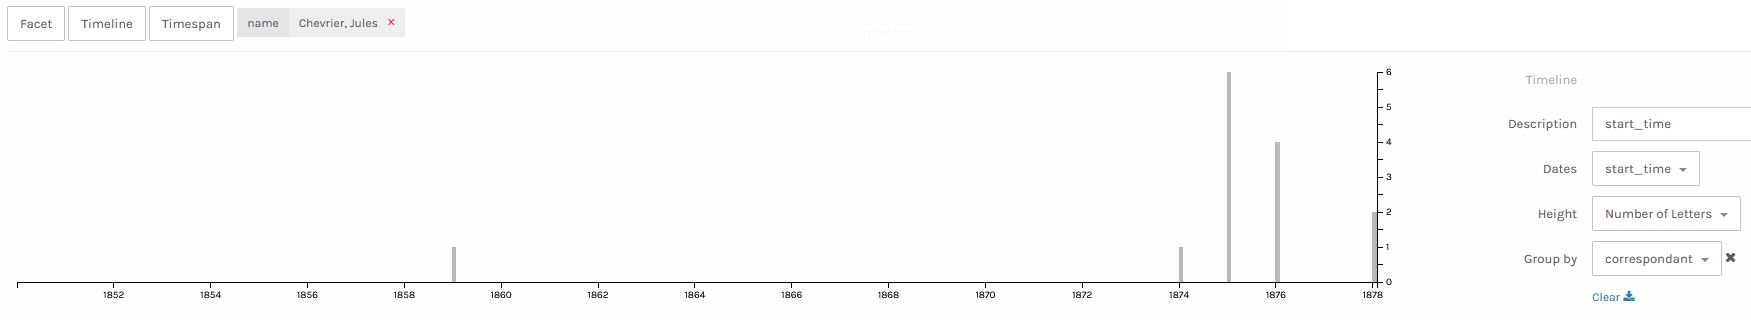 Facet Timeline Timespan name Chevrier, Jules ×
collector
Timeline
Description start_time
Dates start_time
Height Number of Letters
Group by correspondant ✖
Clear
6
5
4
3
2
1
0
1852 1854 1856 1858 1860 1862 1864 1866 1868 1870 1872 1874 1876 1878